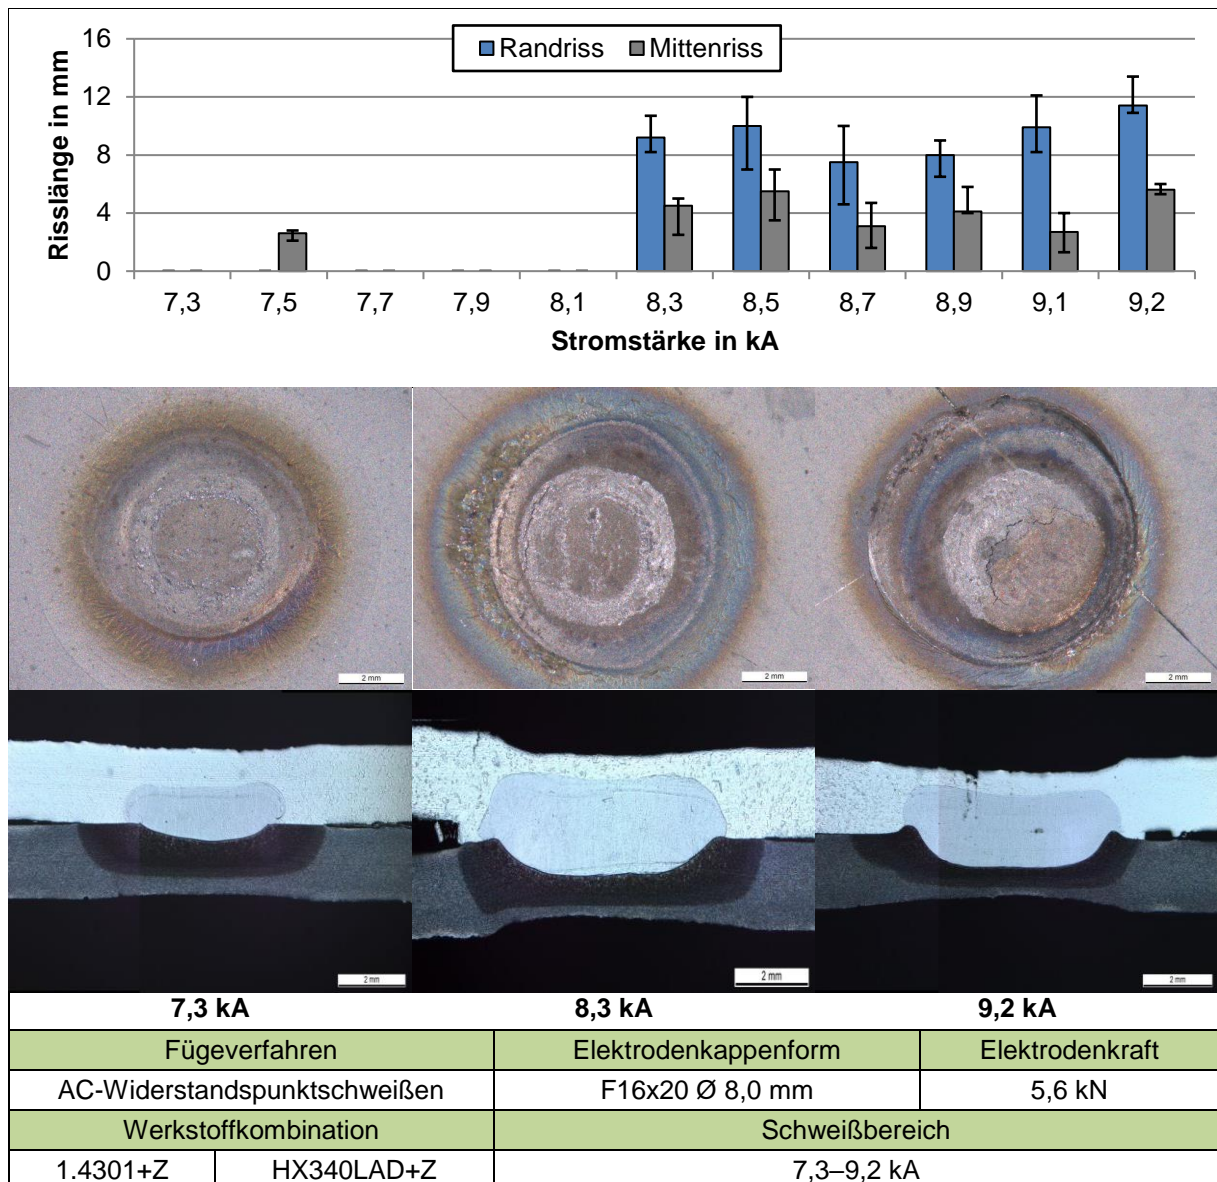 16
12
8
4
0
Risslänge in mm
Randriss Mittenriss
7,3 7,5 7,7 7,9 8,1 8,3 8,5 8,7 8,9 9,1 9,2
Stromstärke in kA
2 mm 2 mm 2 mm
2 mm 2 mm 2 mm
7,3 kA 8,3 kA 9,2 kA
Fügeverfahren Elektrodenkappenform Elektrodenkraft
AC-Widerstandspunktschweißen F16x20 Ø 8,0 mm 5,6 kN
Werkstoffkombination Schweißbereich
1.4301+Z HX340LAD+Z 7,3–9,2 kA